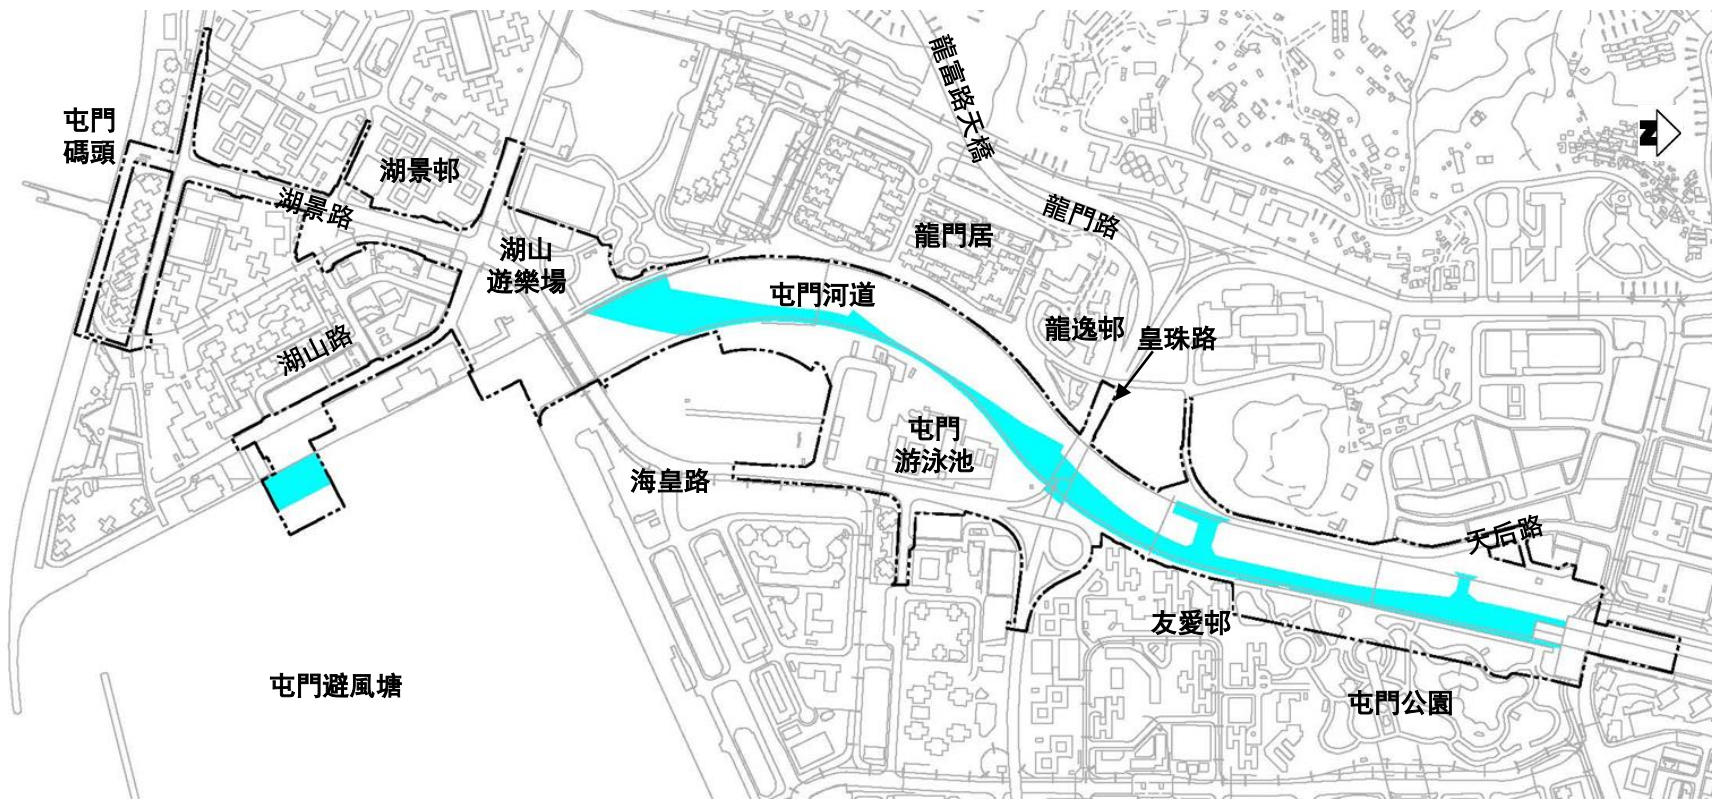 龍富路天橋
屯門
碼頭
N
湖景邨
湖景路
龍門路
湖山
遊樂場
龍門居
屯門河道
龍逸邨
皇珠路
湖山路
屯門
游泳池
海皇路
天后路
友愛邨
屯門避風塘
屯門公園